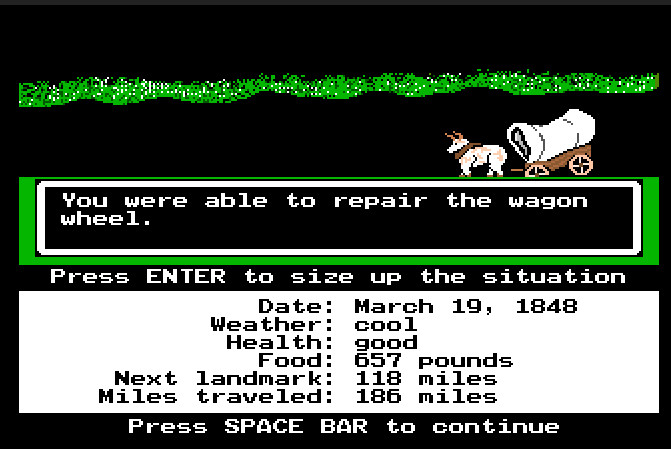 You were able to repair the wagon
wheel.
Press ENTER to size up the situation
Date: March 19, 1848
Weather: cool
Health: good
Food: 657 pounds
Next landmark: 118 miles
Miles traveled: 186 miles
Press SPACE BAR to continue